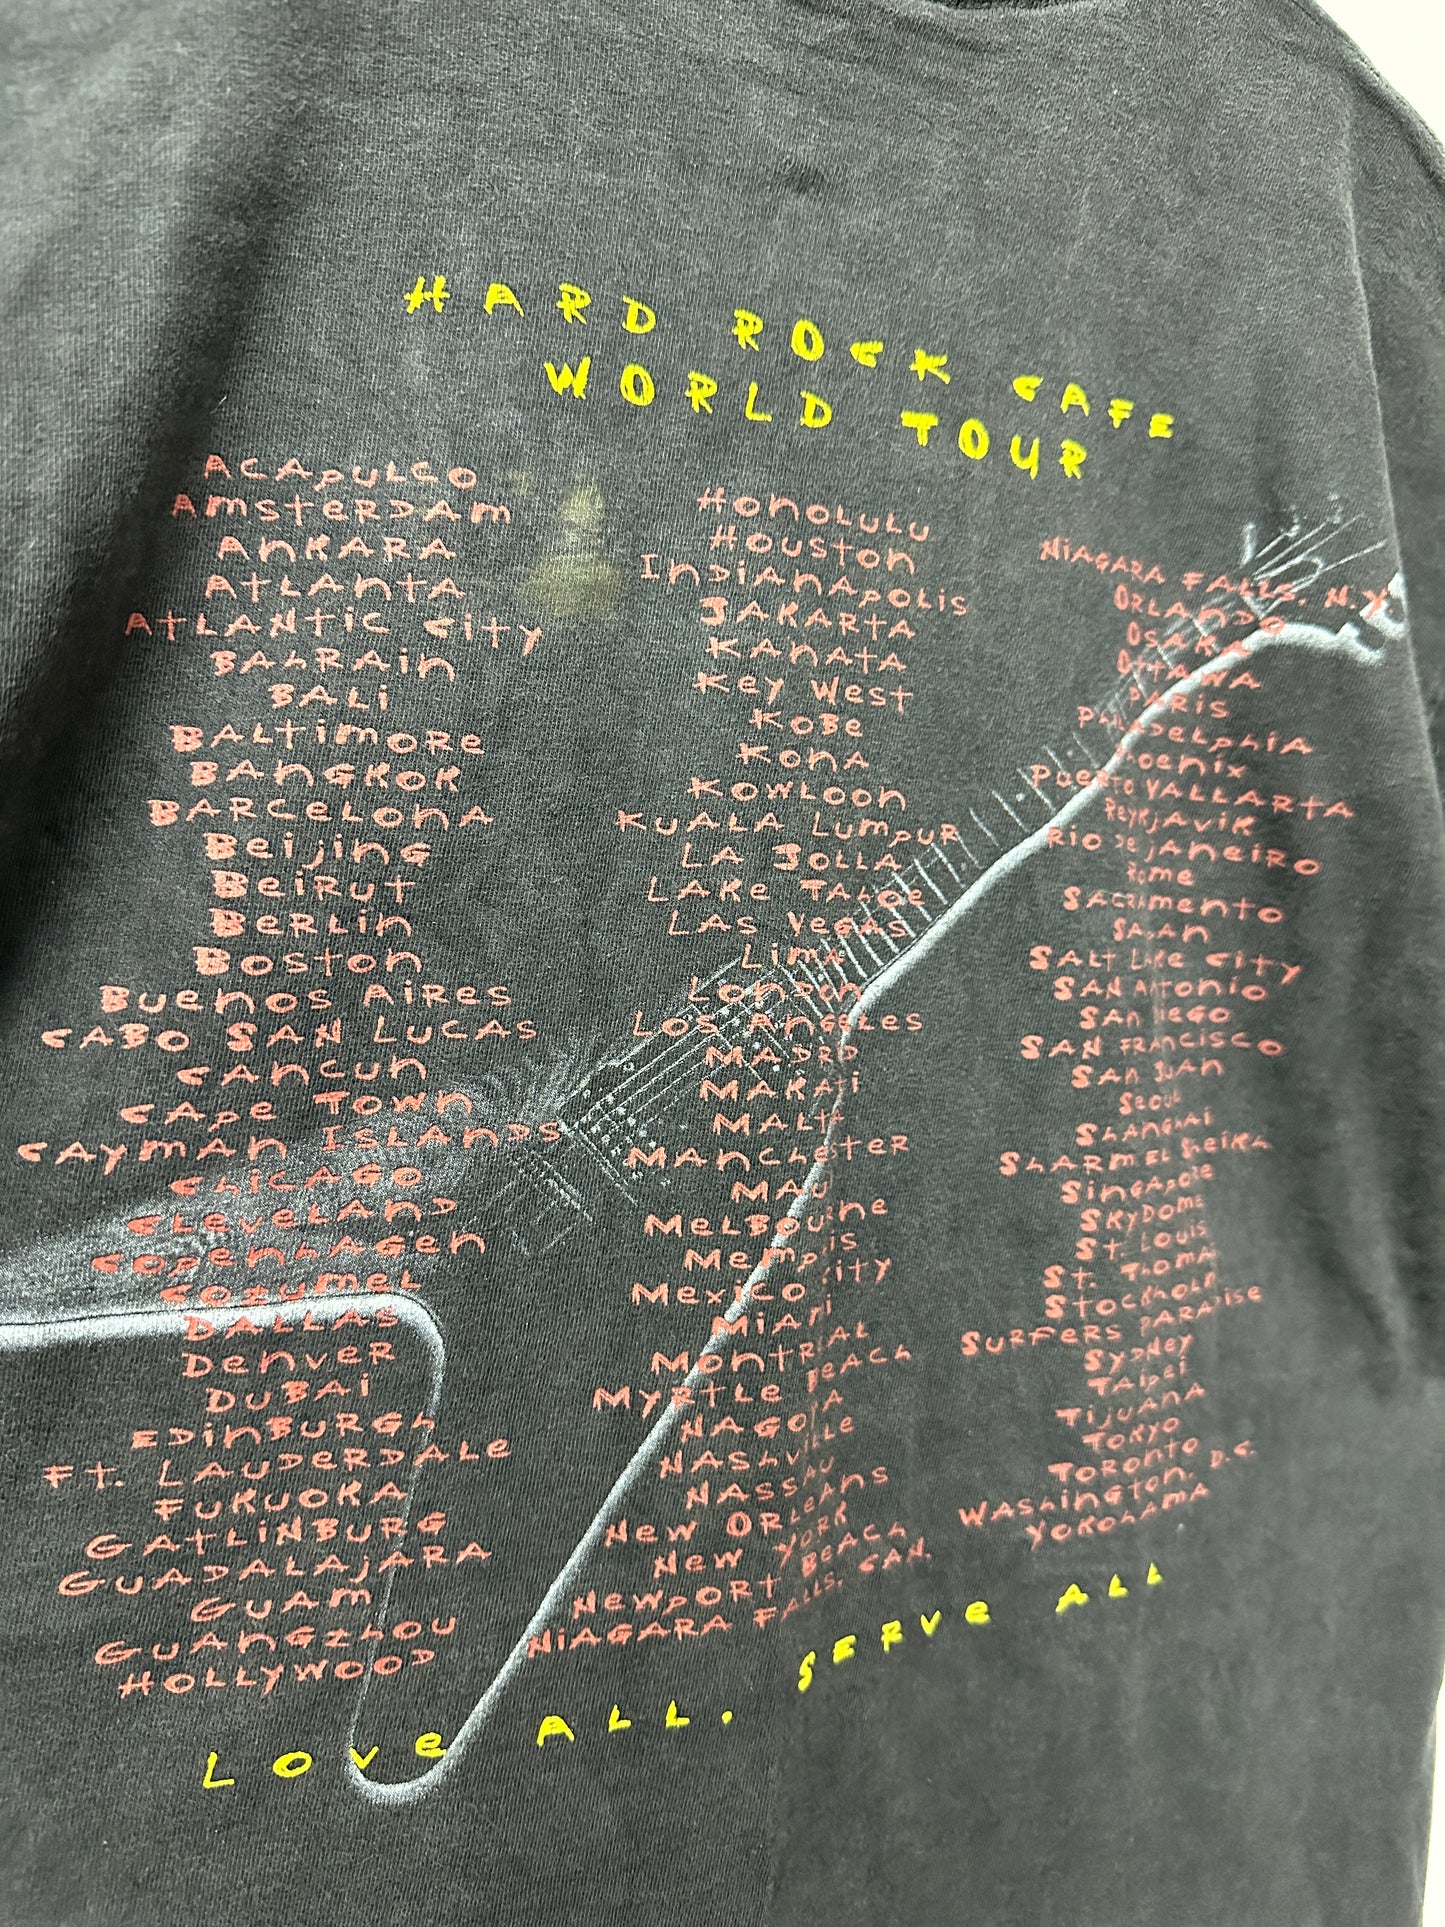 HARD ROCK CAFE
WORLD TOUR
ACAPULCO
AMSTERDAM
ANKARA
ATLANTA
ATLANTIC CITY
BAHRAIN
BALI
BALTIMORE
BANGKOK
BARCELONA
BEIJING
BEIRUT
BERLIN
BOSTON
BUENOS AIRES
CABO SAN LUCAS
CANCUN
CAPE TOWN
CAYMAN ISLANDS
CHICAGO
CLEVELAND
COPENHAGEN
COZUMEL
DALLAS
DENVER
DUBAI
EDINBURGH
FT. LAUDERDALE
FUKUOKA
GATLINBURG
GUADALAJARA
GUAM
GUANGZHOU
HOLLYWOOD
HONOLULU
HOUSTON
INDIANAPOLIS
JAKARTA
KANATA
KEY WEST
KOBE
KONA
KOWLOON
KUALA LUMPUR
LA JOLLA
LAKE TAHOE
LAS VEGAS
LIMA
LONDON
LOS ANGELES
MADRID
MAKATI
MALTA
MANCHESTER
MAUI
MELBOURNE
MEMPHIS
MEXICO CITY
MIAMI
MONTREAL
MYRTLE BEACH
NAGOYA
NASHVILLE
NASSAU
NEW ORLEANS
NEW YORK
NEWPORT BEACH
NIAGARA FALLS, CAN.
NIAGARA FALLS, N.Y.
ORLANDO
OSAKA
OTTAWA
PARIS
PHILADELPHIA
PHOENIX
PUERTO VALLARTA
REYKJAVIK
RIO DE JANEIRO
ROME
SACRAMENTO
SAIPAN
SALT LAKE CITY
SAN ANTONIO
SAN DIEGO
SAN FRANCISCO
SAN JUAN
SEOUL
SHANGHAI
SHARM EL SHEIKH
SINGAPORE
SKYDOME
ST. LOUIS
ST. THOMAS
STOCKHOLM
SURFERS PARADISE
SYDNEY
TAIPEI
TIJUANA
TOKYO
TORONTO
WASHINGTON, D.C.
YOKOHAMA
LOVE ALL, SERVE ALL